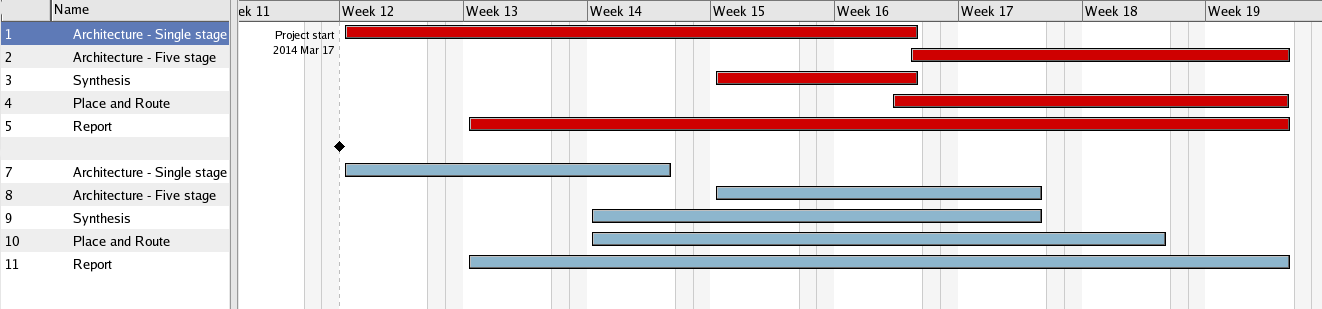 Name
ek 11 Week 12 Week 13 Week 14 Week 15 Week 16 Week 17 Week 18 Week 19
Project start
2014 Mar 17
1 Architecture - Single stage
2 Architecture - Five stage
3 Synthesis
4 Place and Route
5 Report
7 Architecture - Single stage
8 Architecture - Five stage
9 Synthesis
10 Place and Route
11 Report